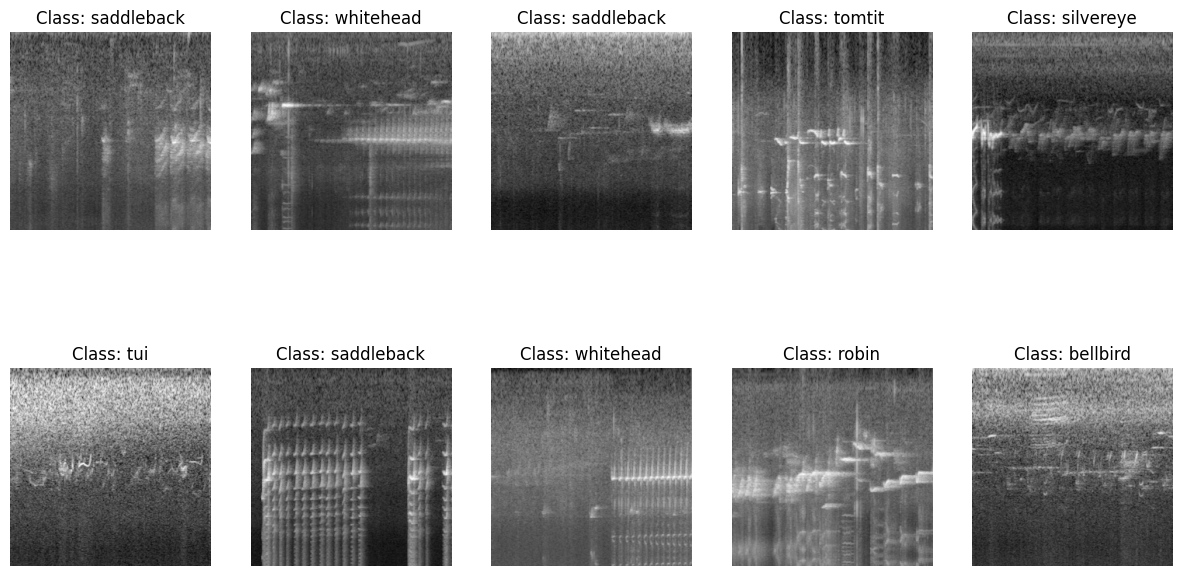 Class: saddleback
Class: whitehead
Class: saddleback
Class: tomtit
Class: silvereye
Class: tui
Class: saddleback
Class: whitehead
Class: robin
Class: bellbird